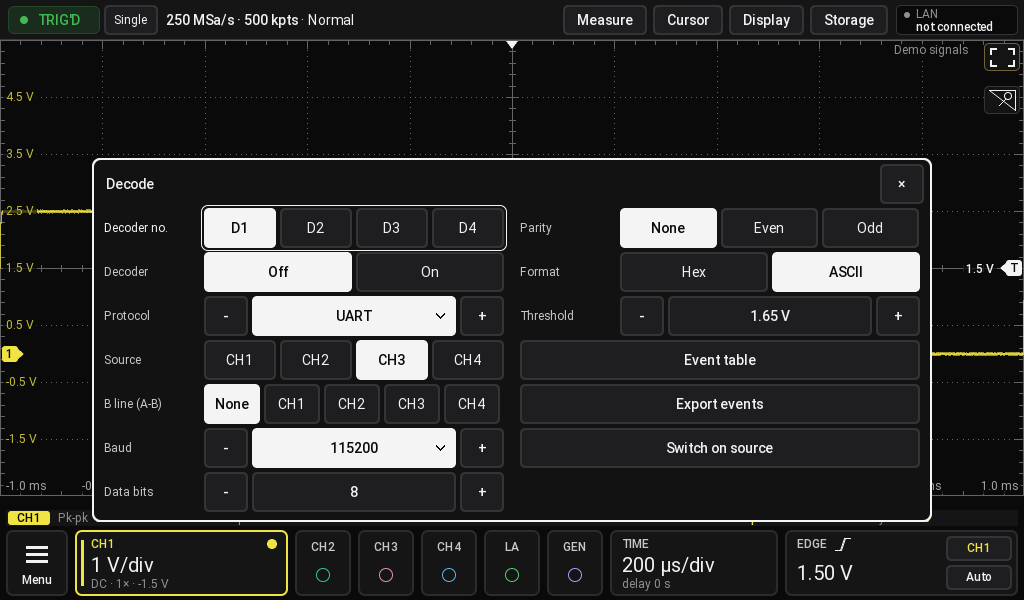 TRIG'D
Single
250 MSa/s · 500 kpts · Normal
Measure
Cursor
Display
Storage
LAN
not connected
Demo signals
4.5 V
3.5 V
2.5 V
1.5 V
0.5 V
-0.5 V
-1.5 V
1
1.5 V
T
Decode
×
Decoder no.
D1
D2
D3
D4
Decoder
Off
On
Protocol
-
UART
+
Source
CH1
CH2
CH3
CH4
B line (A-B)
None
CH1
CH2
CH3
CH4
Baud
-
115200
+
Data bits
-
8
+
Parity
None
Even
Odd
Format
Hex
ASCII
Threshold
-
1.65 V
+
Event table
Export events
Switch on source
-1.0 ms
1.0 ms
CH1
Pk-pk
Menu
CH1
1 V/div
DC · 1× · -1.5 V
CH2
CH3
CH4
LA
GEN
TIME
200 µs/div
delay 0 s
EDGE
1.50 V
CH1
Auto